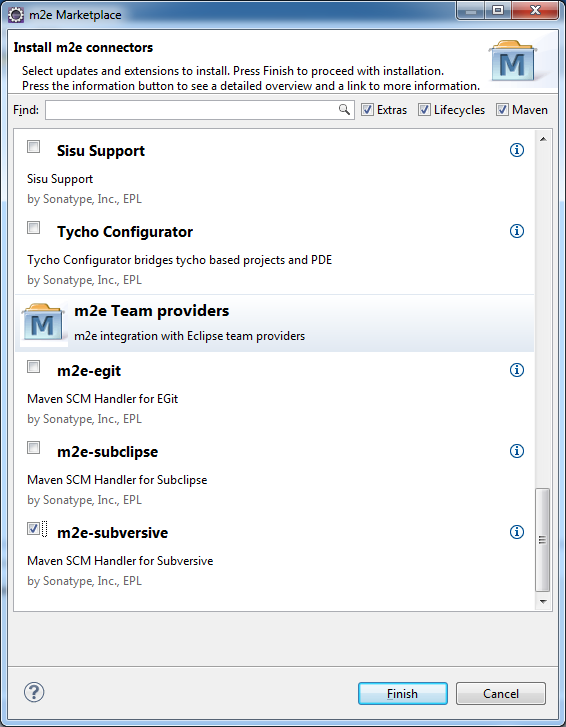 m2e Marketplace
Install m2e connectors
Select updates and extensions to install. Press Finish to proceed with installation.
Press the information button to see a detailed overview and a link to more information.
M
Find:
Extras
Lifecycles
Maven
Sisu Support
Sisu Support
by Sonatype, Inc., EPL
Tycho Configurator
Tycho Configurator bridges tycho based projects and PDE
by Sonatype, Inc., EPL
M
m2e Team providers
m2e integration with Eclipse team providers
m2e-egit
Maven SCM Handler for EGit
by Sonatype, Inc., EPL
m2e-subclipse
Maven SCM Handler for Subclipse
by Sonatype, Inc., EPL
m2e-subversive
Maven SCM Handler for Subversive
by Sonatype, Inc., EPL
Finish
Cancel